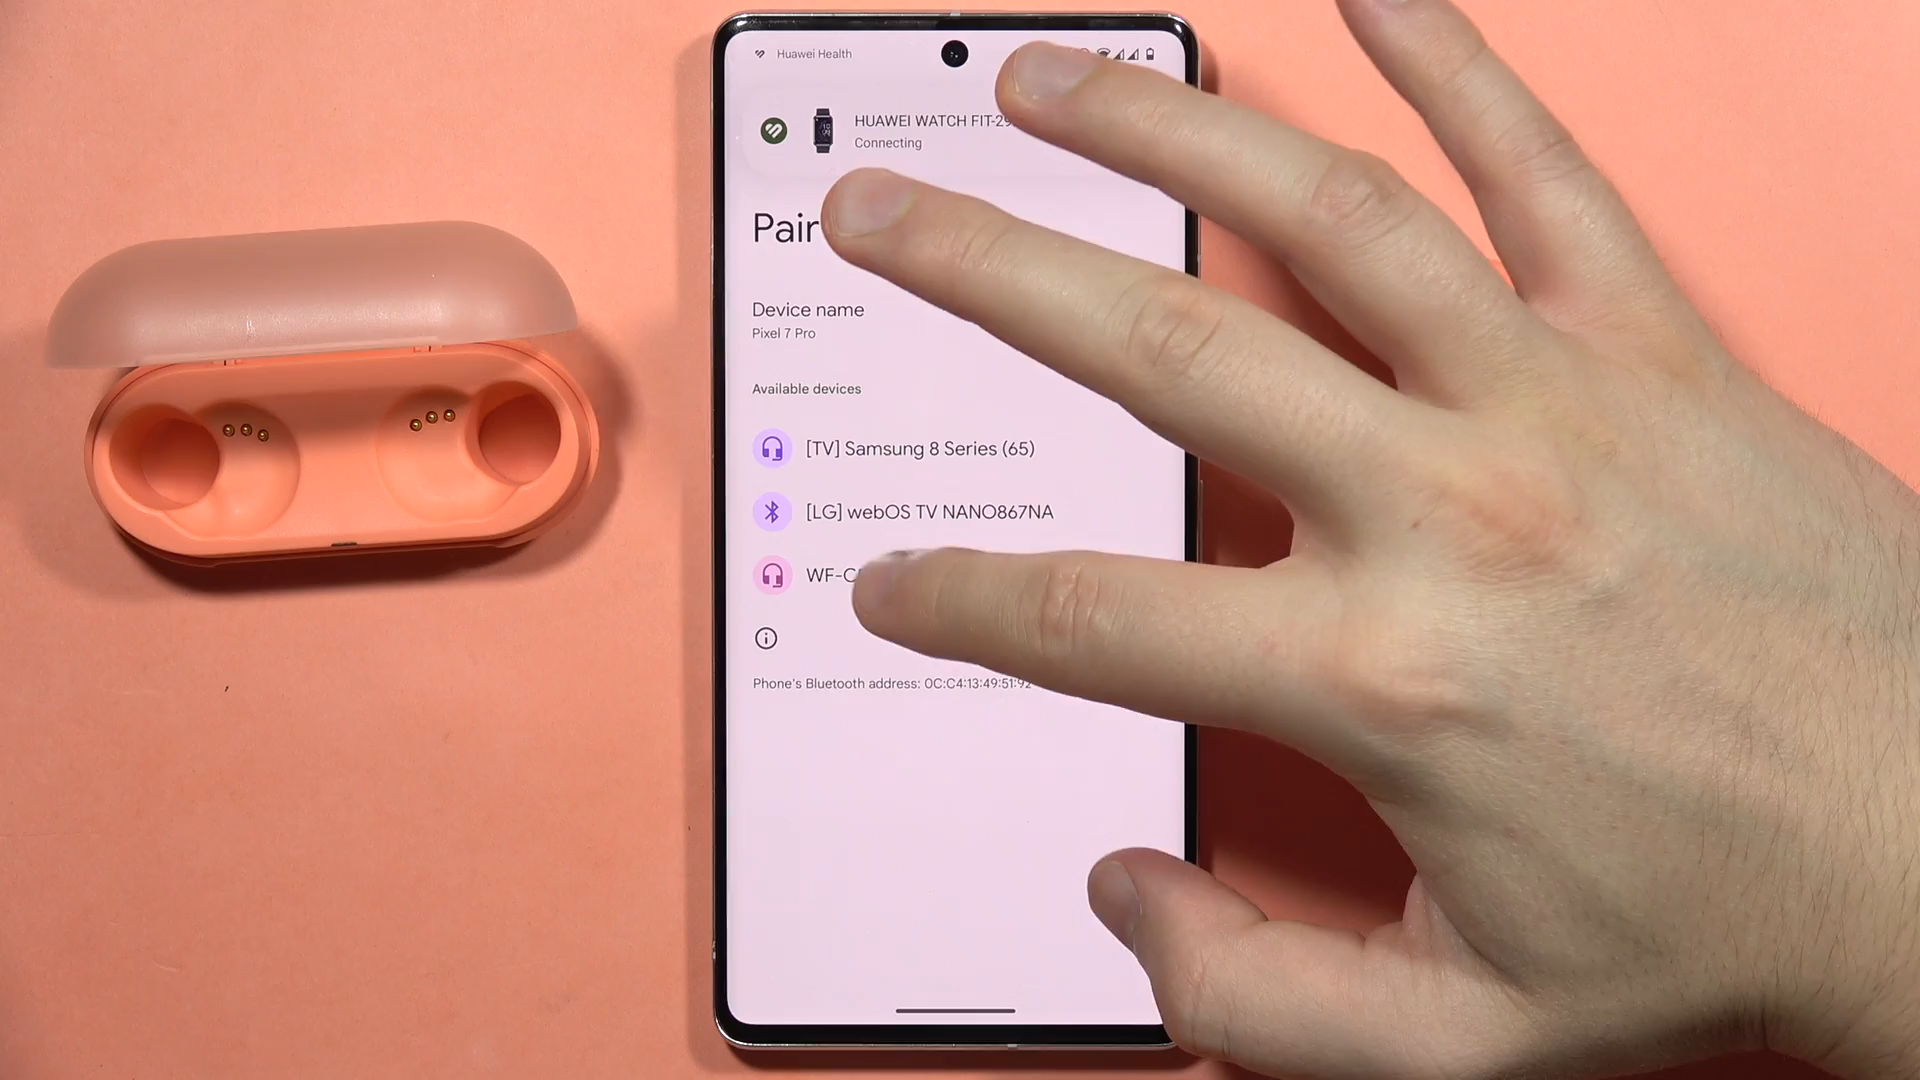 Huawei Health
HUAWEI WATCH FIT-29
Connecting
Pair
Device name
Pixel 7 Pro
Available devices
[TV] Samsung 8 Series (65)
[LG] webOS TV NANO867NA
WF-C
Phone's Bluetooth address: 0C:C4:13:49:51:92